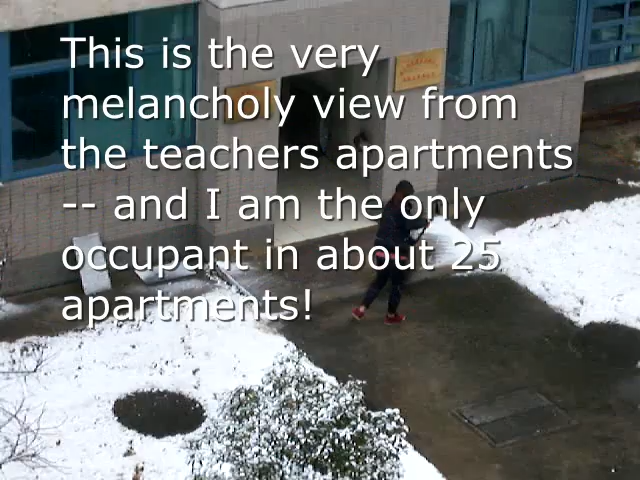 This is the very
melancholy view from
the teachers apartments
-- and I am the only
occupant in about 25
apartments!